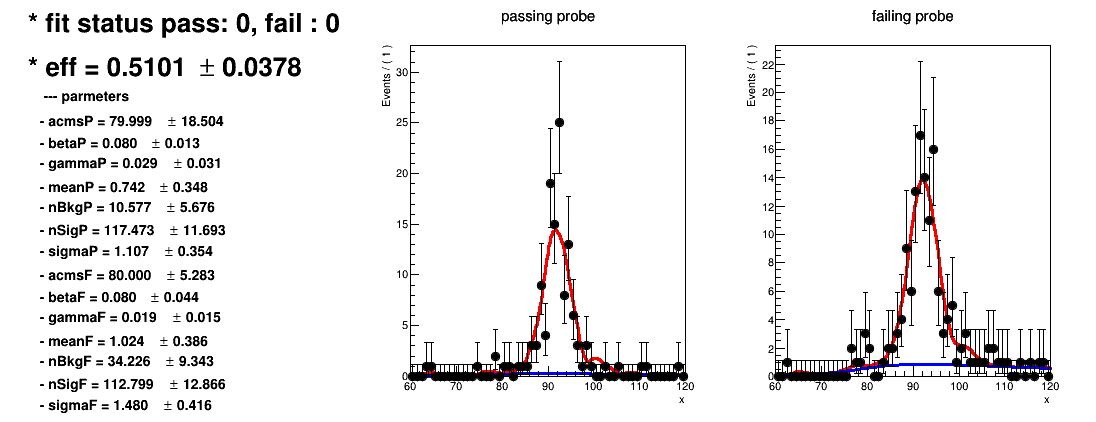 * fit status pass: 0, fail : 0
* eff = 0.5101 ± 0.0378
--- parmeters
- acmsP = 79.999 ± 18.504
- betaP = 0.080 ± 0.013
- gammaP = 0.029 ± 0.031
- meanP = 0.742 ± 0.348
- nBkgP = 10.577 ± 5.676
- nSigP = 117.473 ± 11.693
- sigmaP = 1.107 ± 0.354
- acmsF = 80.000 ± 5.283
- betaF = 0.080 ± 0.044
- gammaF = 0.019 ± 0.015
- meanF = 1.024 ± 0.386
- nBkgF = 34.226 ± 9.343
- nSigF = 112.799 ± 12.866
- sigmaF = 1.480 ± 0.416
passing probe
Events / ( 1 )
30
25
20
15
10
5
0
60 70 80 90 100 110 120
x
failing probe
Events / ( 1 )
22
20
18
16
14
12
10
8
6
4
2
0
60 70 80 90 100 110 120
x